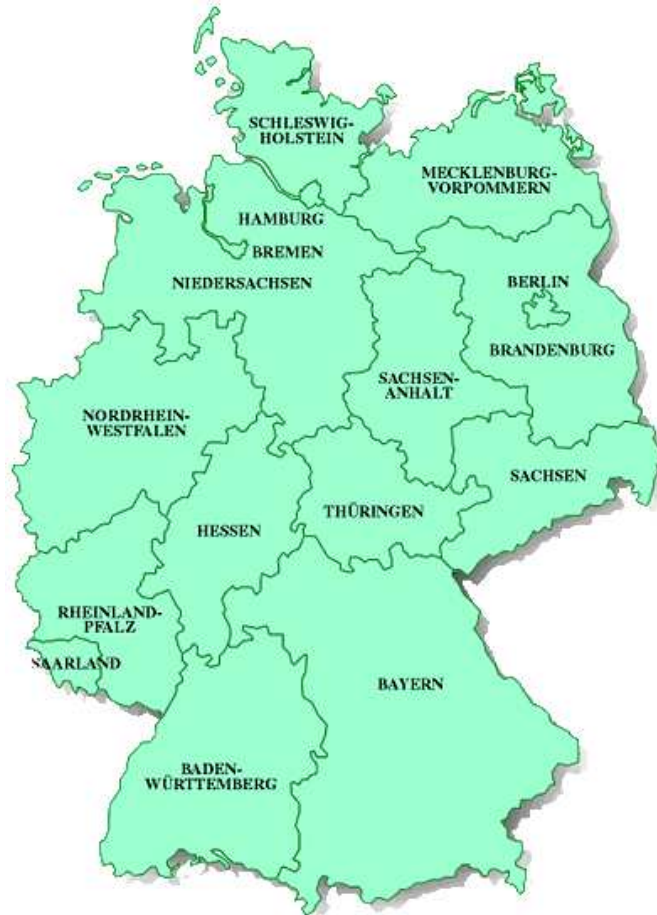 SCHLESWIG-
HOLSTEIN
MECKLENBURG-
VORPOMMERN
HAMBURG
BREMEN
NIEDERSACHSEN
BERLIN
BRANDENBURG
SACHSEN-
ANHALT
NORDRHEIN-
WESTFALEN
SACHSEN
THÜRINGEN
HESSEN
RHEINLAND-
PFALZ
SAARLAND
BAYERN
BADEN-
WÜRTTEMBERG